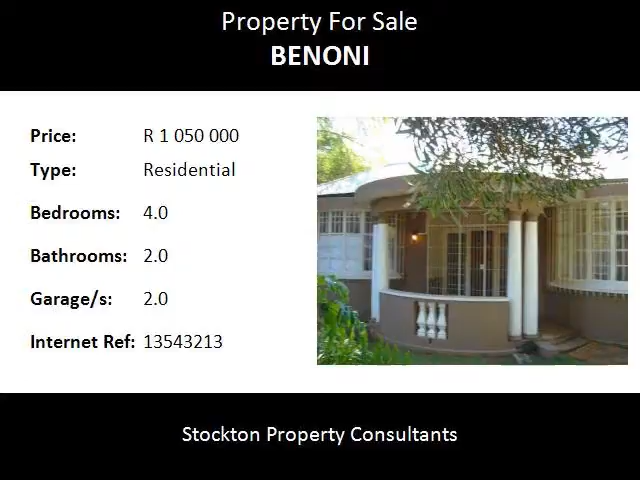 Property For Sale
BENONI
Price: R 1 050 000
Type: Residential
Bedrooms: 4.0
Bathrooms: 2.0
Garage/s: 2.0
Internet Ref: 13543213
Stockton Property Consultants